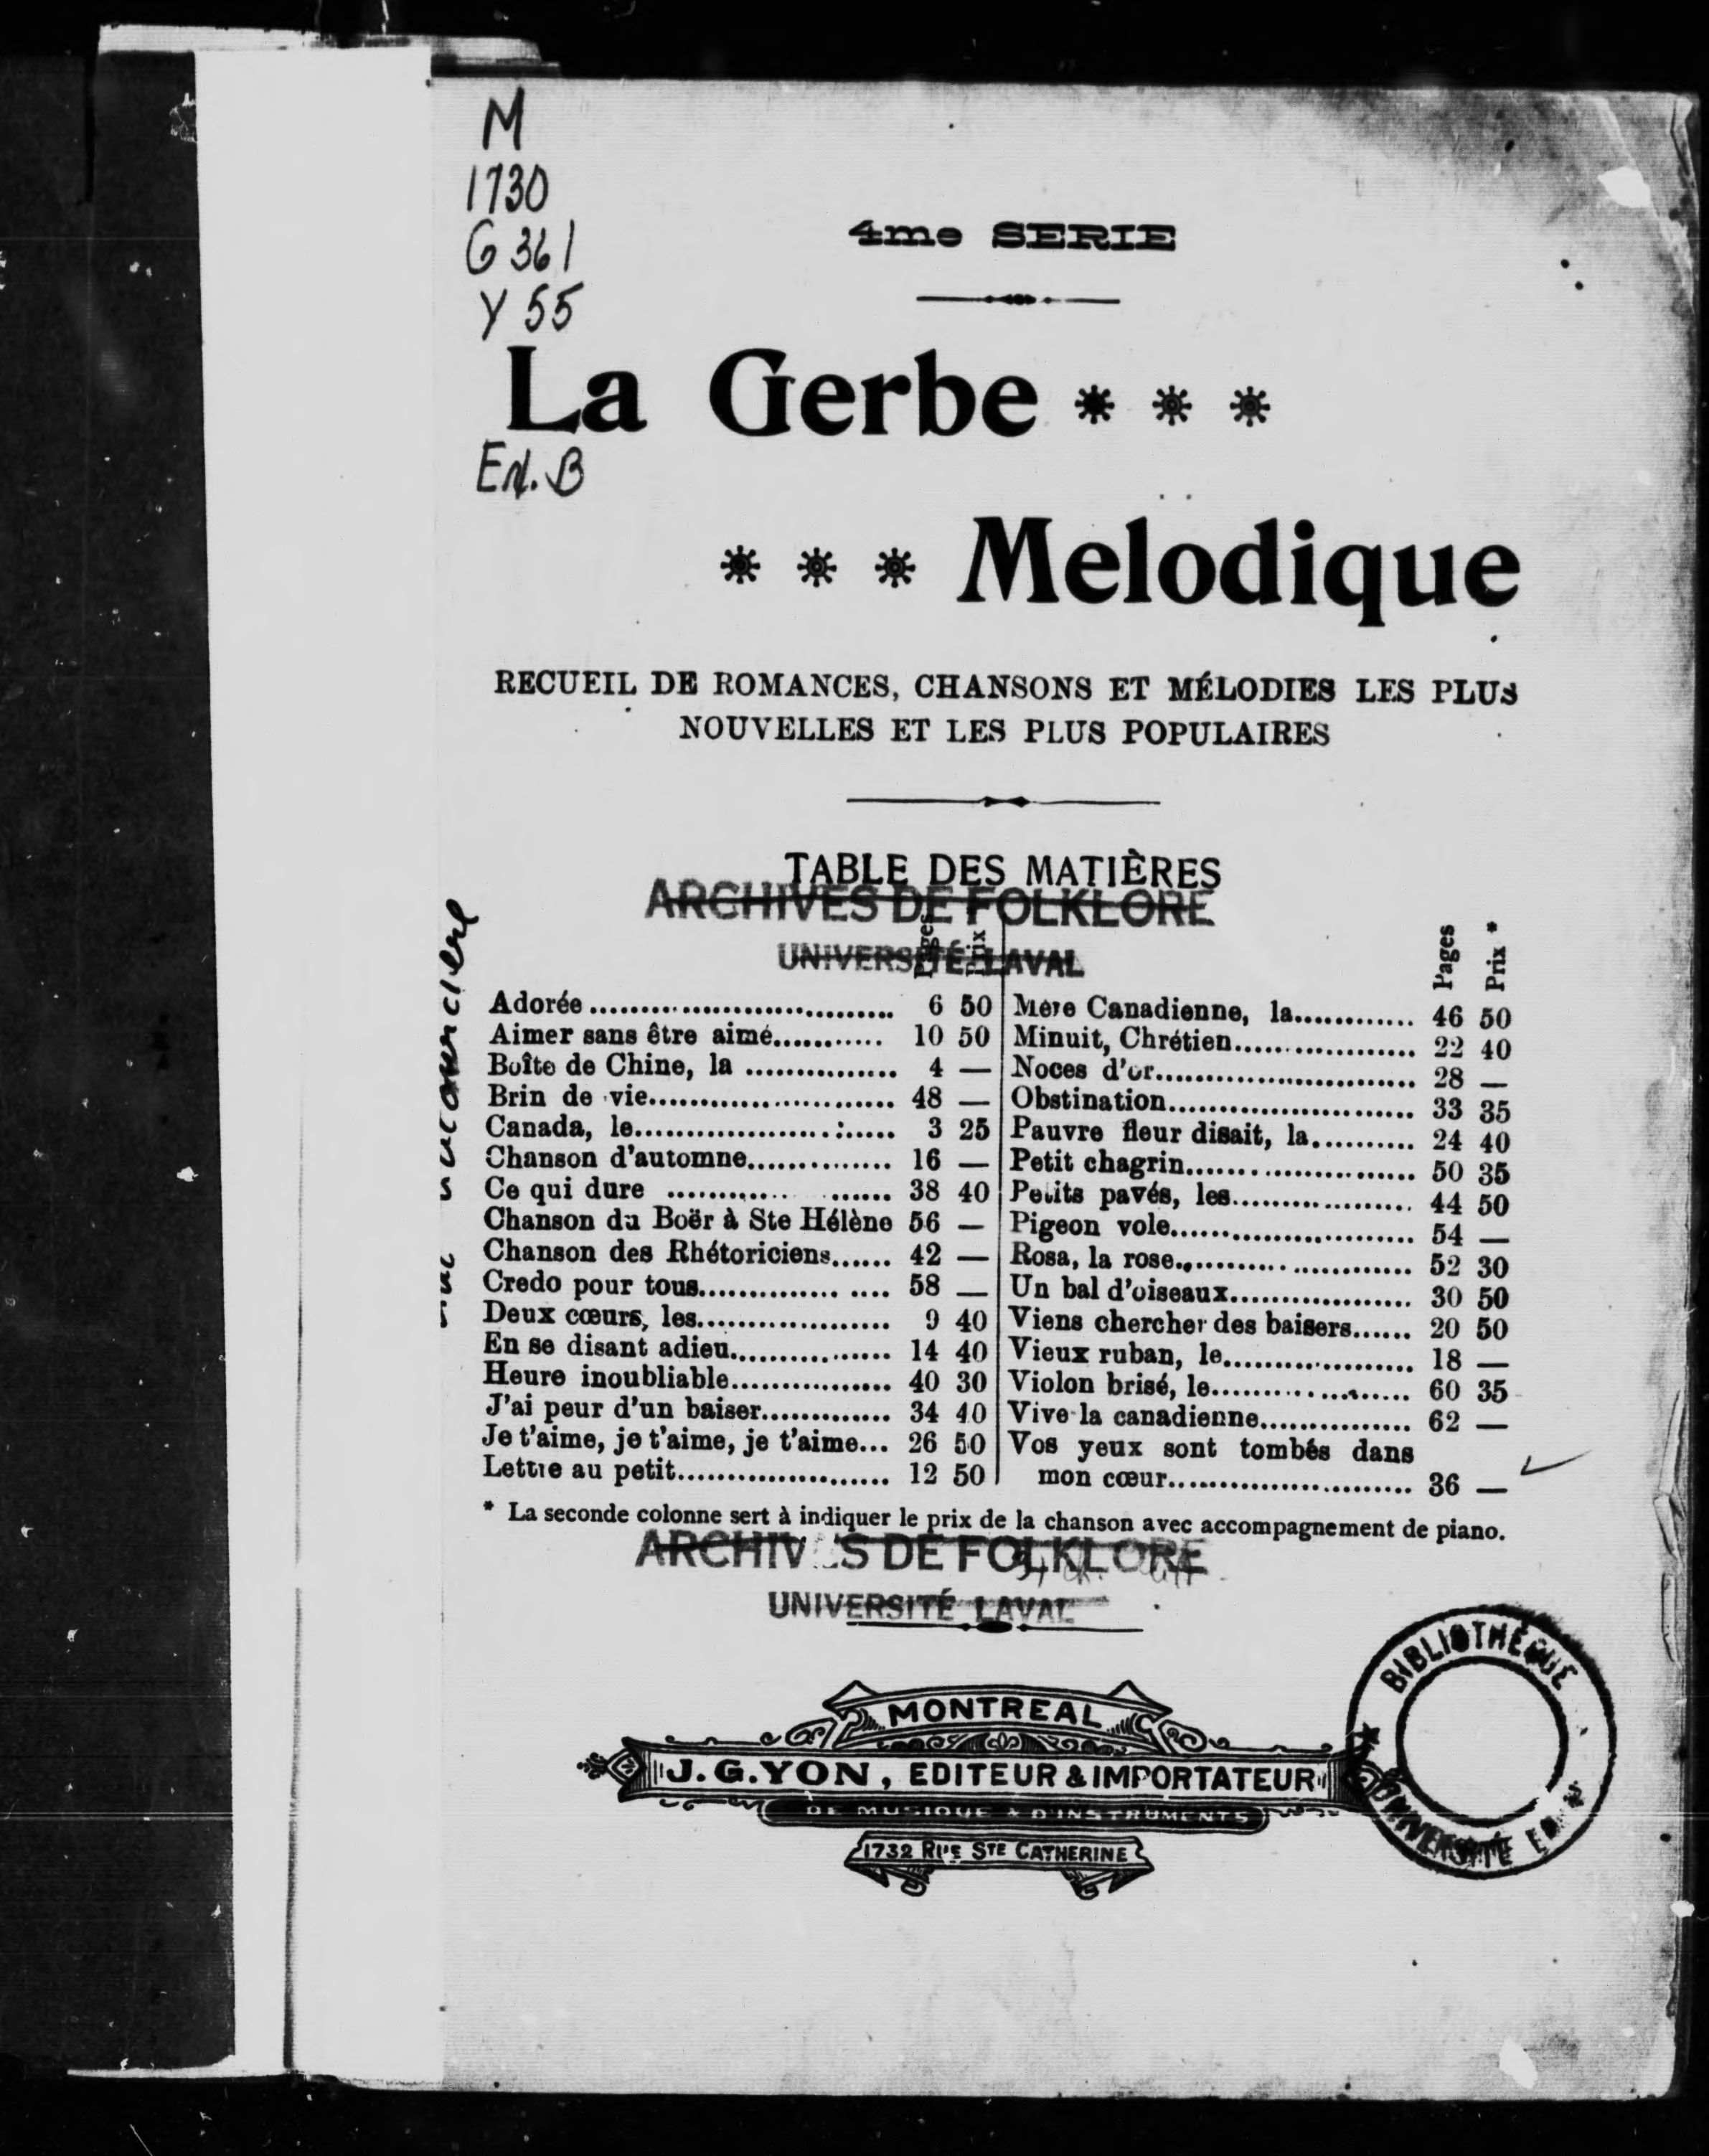 M
1730
G 361
Y 55
4me SERIE
La Gerbe
Ed. B
Melodique
RECUEIL DE ROMANCES, CHANSONS ET MÉLODIES LES PLUS
NOUVELLES ET LES PLUS POPULAIRES
TABLE DES MATIÈRES
ARCHIVES DE FOLKLORE
UNIVERSITÉ LAVAL
Pages Prix
Adorée 6 50
Aimer sans être aimé 10 50
Boîte de Chine, la 4 —
Brin de vie 48 —
Canada, le 3 25
Chanson d'automne 16 —
Ce qui dure 38 40
Chanson du Boër à Ste Hélène 56 —
Chanson des Rhétoriciens 42 —
Credo pour tous 58 —
Deux cœurs, les 9 40
En se disant adieu 14 40
Heure inoubliable 40 30
J'ai peur d'un baiser 34 40
Je t'aime, je t'aime, je t'aime... 26 50
Lettre au petit 12 50
Pages Prix *
Mère Canadienne, la 46 50
Minuit, Chrétien 22 40
Noces d'or 28 —
Obstination 33 35
Pauvre fleur disait, la 24 40
Petit chagrin 50 35
Petits pavés, les 44 50
Pigeon vole 54 —
Rosa, la rose 52 30
Un bal d'oiseaux 30 50
Viens chercher des baisers 20 50
Vieux ruban, le 18 —
Violon brisé, le 60 35
Vive la canadienne 62 —
Vos yeux sont tombés dans
mon cœur 36 —
* La seconde colonne sert à indiquer le prix de la chanson avec accompagnement de piano.
ARCHIVES DE FOLKLORE
UNIVERSITÉ LAVAL
MONTREAL
J. G. YON, EDITEUR & IMPORTATEUR
DE MUSIQUE & D'INSTRUMENTS
1732 RUE STE CATHERINE
BIBLIOTHÈQUE
UNIVERSITÉ